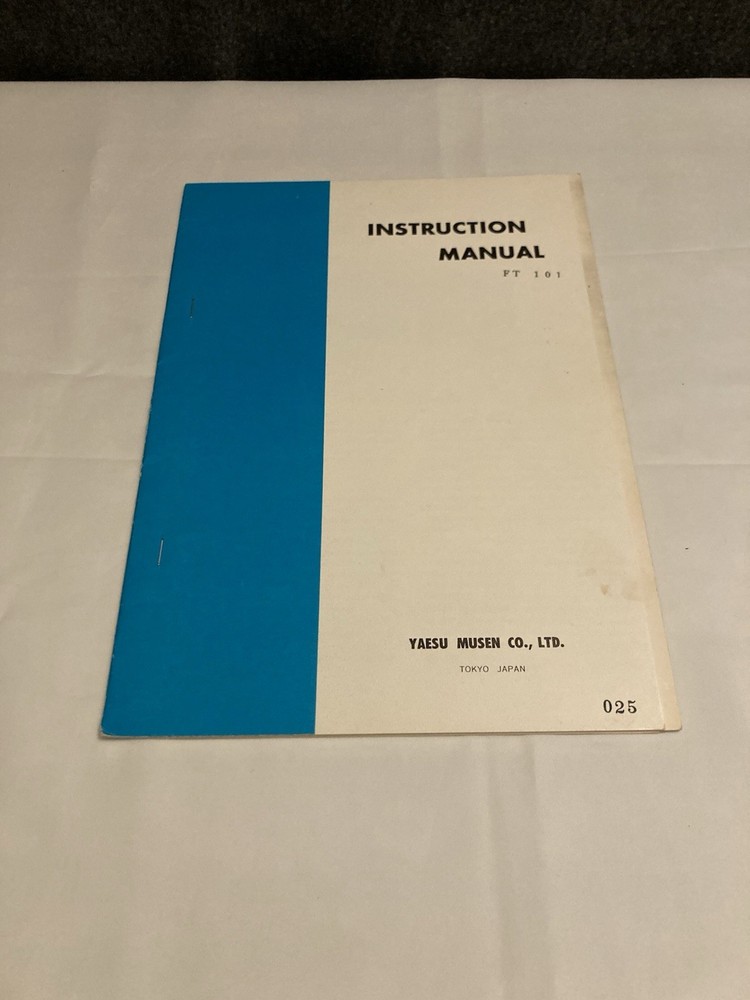 INSTRUCTION
MANUAL
FT 101
YAESU MUSEN CO., LTD.
TOKYO JAPAN
025